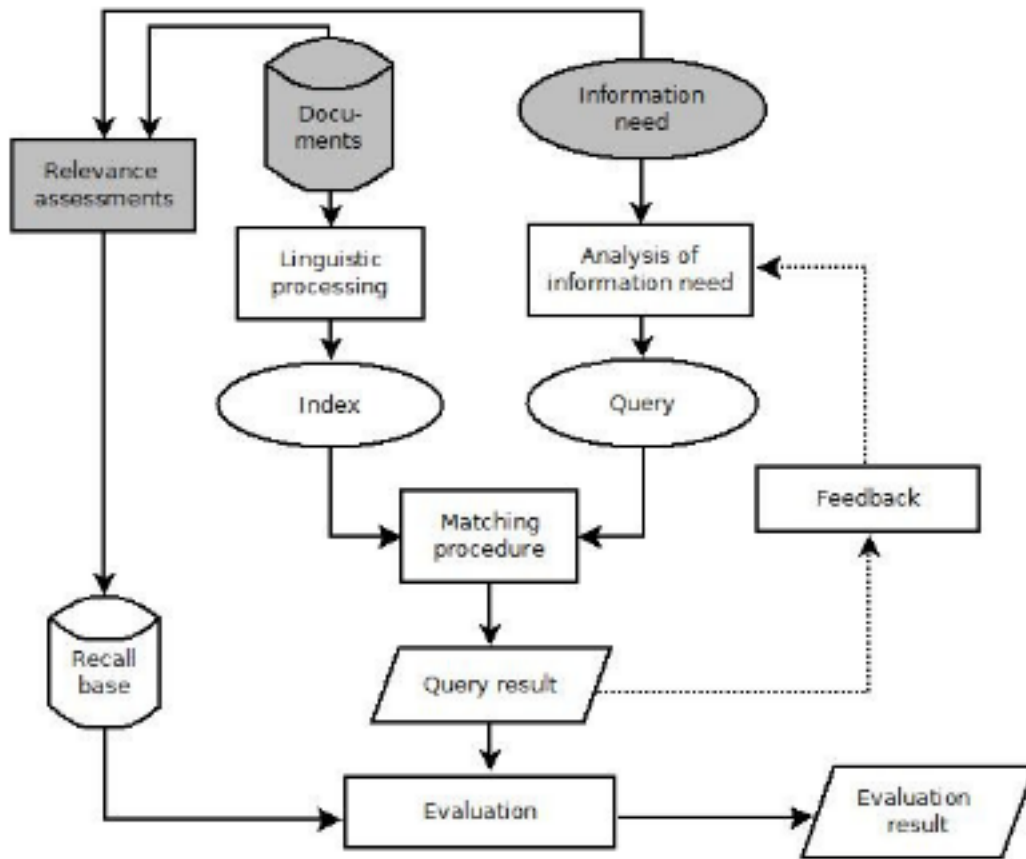 Docu-
ments
Information
need
Relevance
assessments
Linguistic
processing
Analysis of
information need
Index
Query
Feedback
Matching
procedure
Recall
base
Query result
Evaluation
Evaluation
result